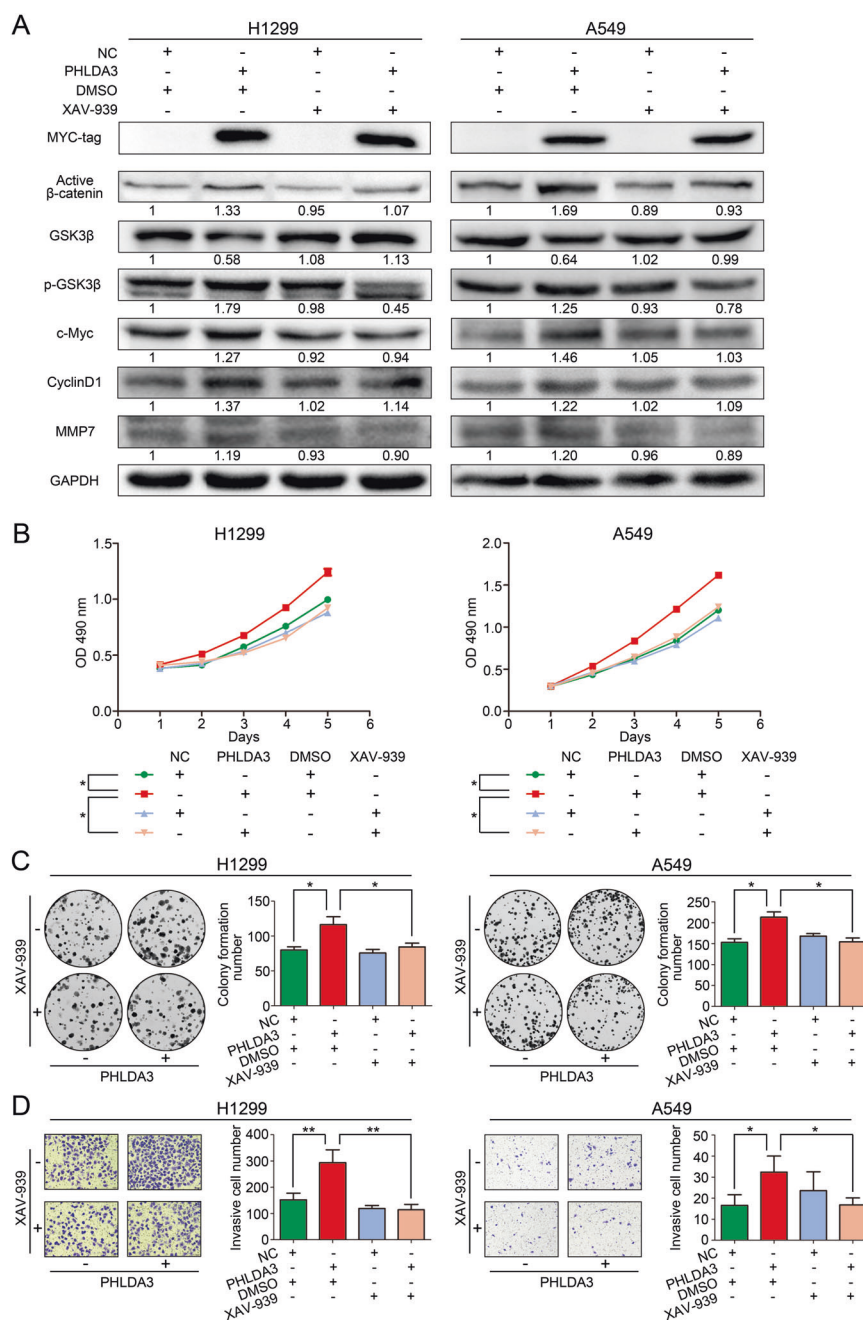 A
H1299 A549
NC + - + - + - + -
PHLDA3 - + - + - + - +
DMSO + + - - + + - -
XAV-939 - - + + - - + +
MYC-tag
Active
β-catenin
1 1.33 0.95 1.07 1 1.69 0.89 0.93
GSK3β
1 0.58 1.08 1.13 1 0.64 1.02 0.99
p-GSK3β
1 1.79 0.98 0.45 1 1.25 0.93 0.78
c-Myc
1 1.27 0.92 0.94 1 1.46 1.05 1.03
CyclinD1
1 1.37 1.02 1.14 1 1.22 1.02 1.09
MMP7
1 1.19 0.93 0.90 1 1.20 0.96 0.89
GAPDH
B
H1299
OD 490 nm
1.5
1.0
0.5
0.0
0 1 2 3 4 5 6
Days
NC PHLDA3 DMSO XAV-939
+ - + -
* - + + -
* + - - +
- + - +
A549
OD 490 nm
2.0
1.5
1.0
0.5
0.0
0 1 2 3 4 5 6
Days
NC PHLDA3 DMSO XAV-939
+ - + -
* - + + -
* + - - +
- + - +
C
H1299
XAV-939
-
+
- +
PHLDA3
Colony formation
number
150
100
50
0
* *
NC + - + -
PHLDA3 - + - +
DMSO + + - -
XAV-939 - - + +
A549
XAV-939
-
+
- +
PHLDA3
Colony formation
number
250
200
150
100
50
0
* *
NC + - + -
PHLDA3 - + - +
DMSO + + - -
XAV-939 - - + +
D
H1299
XAV-939
-
+
- +
PHLDA3
Invasive cell number
400
300
200
100
0
** **
NC + - + -
PHLDA3 - + - +
DMSO + + - -
XAV-939 - - + +
A549
XAV-939
-
+
- +
PHLDA3
Invasive cell number
50
40
30
20
10
0
* *
NC + - + -
PHLDA3 - + - +
DMSO + + - -
XAV-939 - - + +